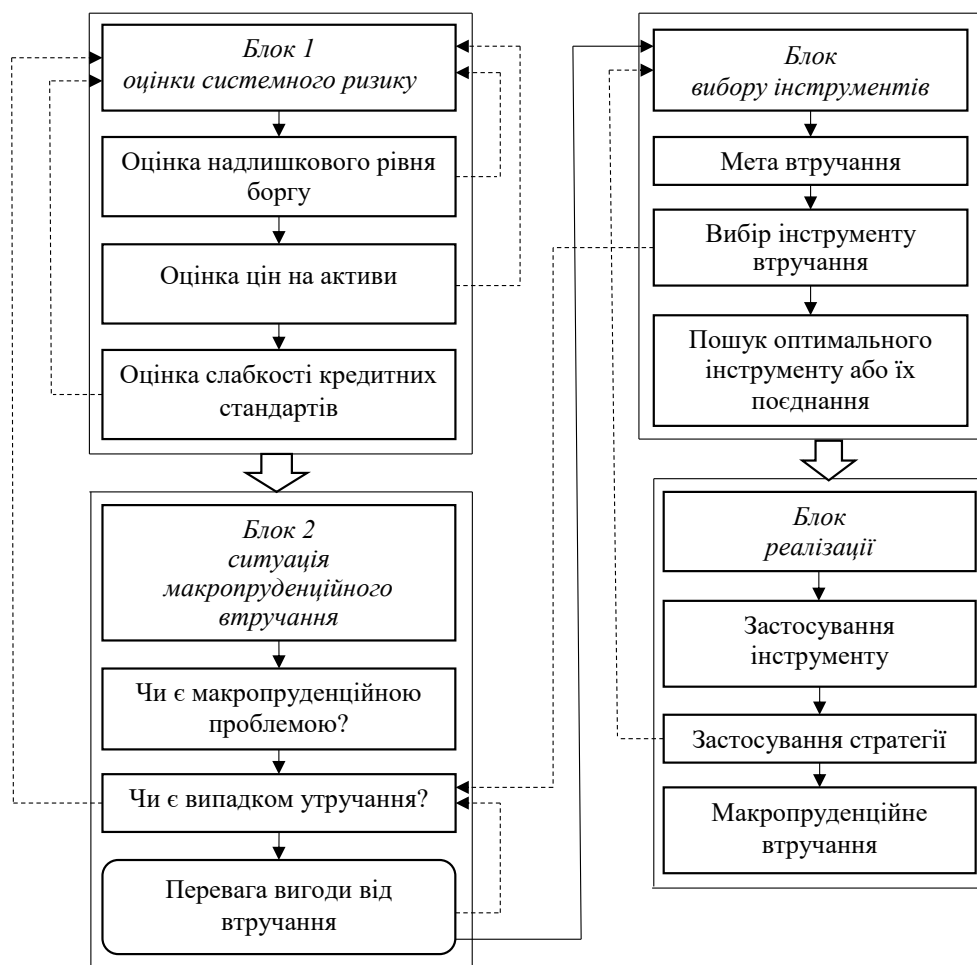 Блок 1
оцінки системного ризику
Оцінка надлишкового рівня
боргу
Оцінка цін на активи
Оцінка слабкості кредитних
стандартів
Блок 2
ситуація
макропруденційного
втручання
Чи є макропруденційною
проблемою?
Чи є випадком утручання?
Перевага вигоди від
втручання
Блок
вибору інструментів
Мета втручання
Вибір інструменту
втручання
Пошук оптимального
інструменту або їх
поєднання
Блок
реалізації
Застосування
інструменту
Застосування стратегії
Макропруденційне
втручання